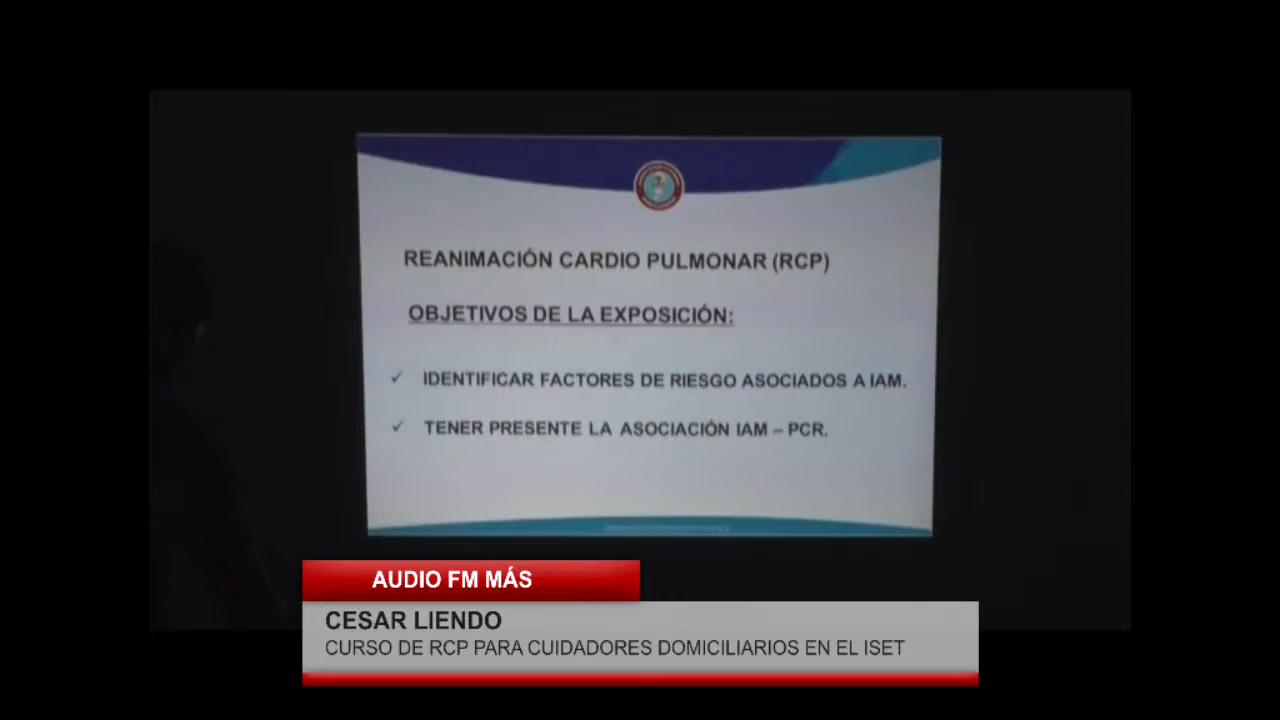 REANIMACIÓN CARDIO PULMONAR (RCP)
OBJETIVOS DE LA EXPOSICIÓN:
✓ IDENTIFICAR FACTORES DE RIESGO ASOCIADOS A IAM.
✓ TENER PRESENTE LA ASOCIACIÓN IAM – PCR.
AUDIO FM MÁS
CESAR LIENDO
CURSO DE RCP PARA CUIDADORES DOMICILIARIOS EN EL ISET